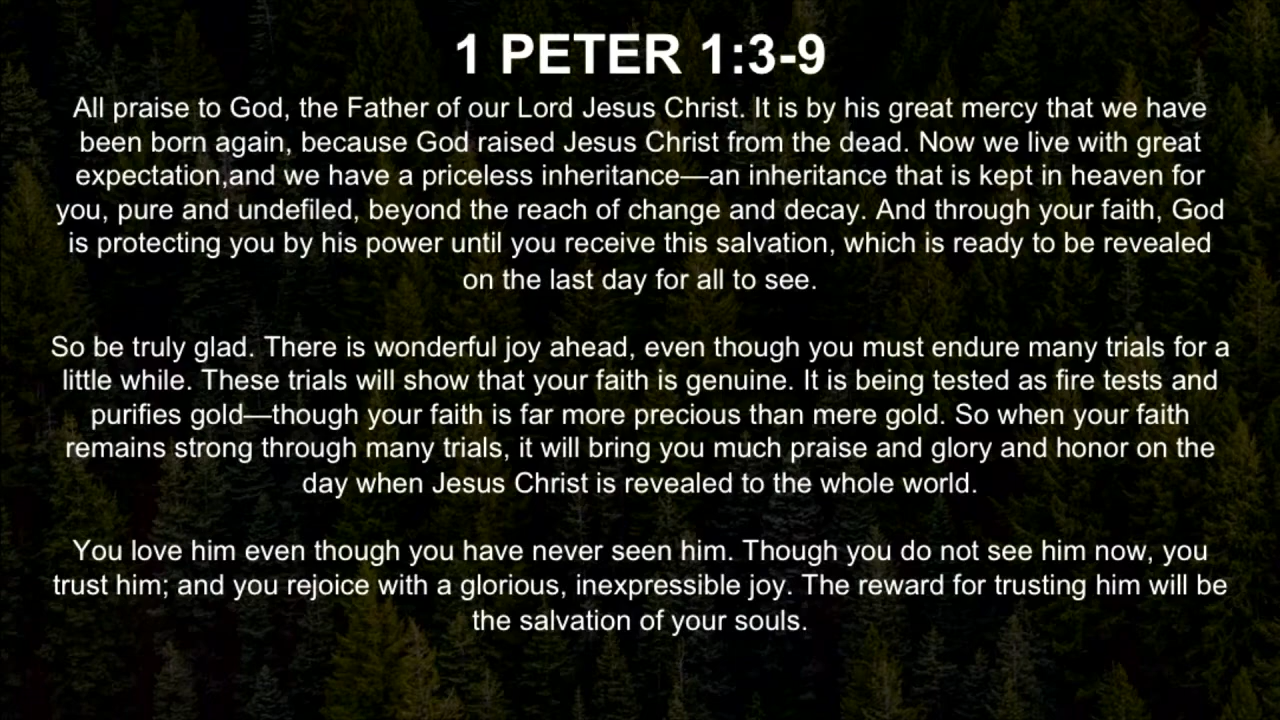 1 PETER 1:3-9
All praise to God, the Father of our Lord Jesus Christ. It is by his great mercy that we have
been born again, because God raised Jesus Christ from the dead. Now we live with great
expectation,and we have a priceless inheritance—an inheritance that is kept in heaven for
you, pure and undefiled, beyond the reach of change and decay. And through your faith, God
is protecting you by his power until you receive this salvation, which is ready to be revealed
on the last day for all to see.
So be truly glad. There is wonderful joy ahead, even though you must endure many trials for a
little while. These trials will show that your faith is genuine. It is being tested as fire tests and
purifies gold—though your faith is far more precious than mere gold. So when your faith
remains strong through many trials, it will bring you much praise and glory and honor on the
day when Jesus Christ is revealed to the whole world.
You love him even though you have never seen him. Though you do not see him now, you
trust him; and you rejoice with a glorious, inexpressible joy. The reward for trusting him will be
the salvation of your souls.